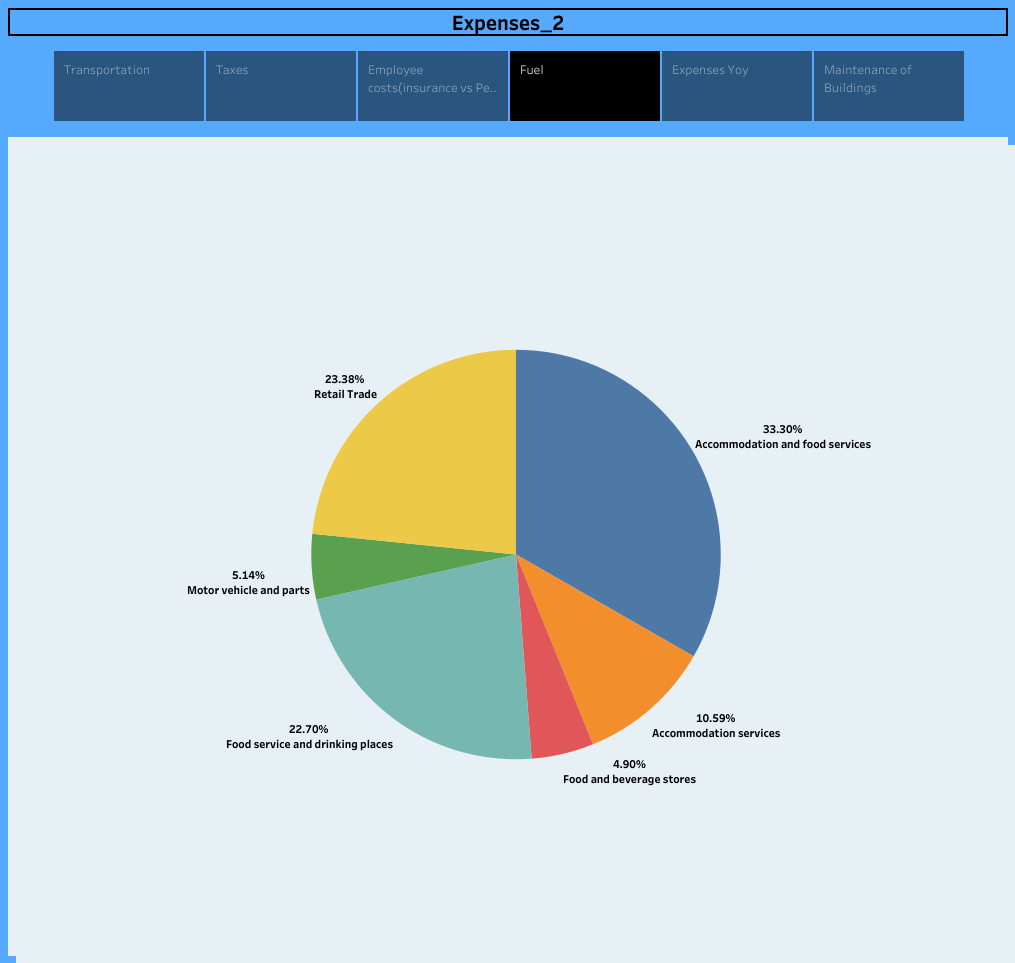 Expenses_2
Transportation
Taxes
Employee
costs(insurance vs Pe..
Fuel
Expenses Yoy
Maintenance of
Buildings
23.38%
Retail Trade
33.30%
Accommodation and food services
5.14%
Motor vehicle and parts
10.59%
Accommodation services
22.70%
Food service and drinking places
4.90%
Food and beverage stores